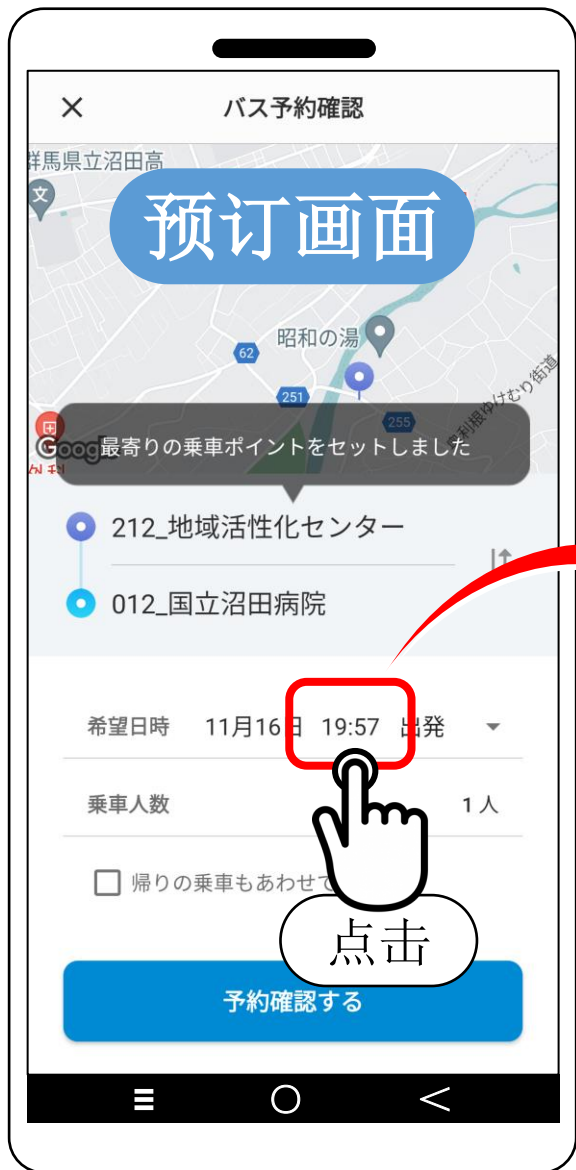 バス予約確認
群馬県立沼田高
文
预订画面
昭和の湯
62
251
255
利根ゆけむり街道
最寄りの乗車ポイントをセットしました
212_地域活性化センター
012_国立沼田病院
希望日時 11月16日 19:57 出発
乗車人数 1人
帰りの乗車もあわせて
点击
予約確認する